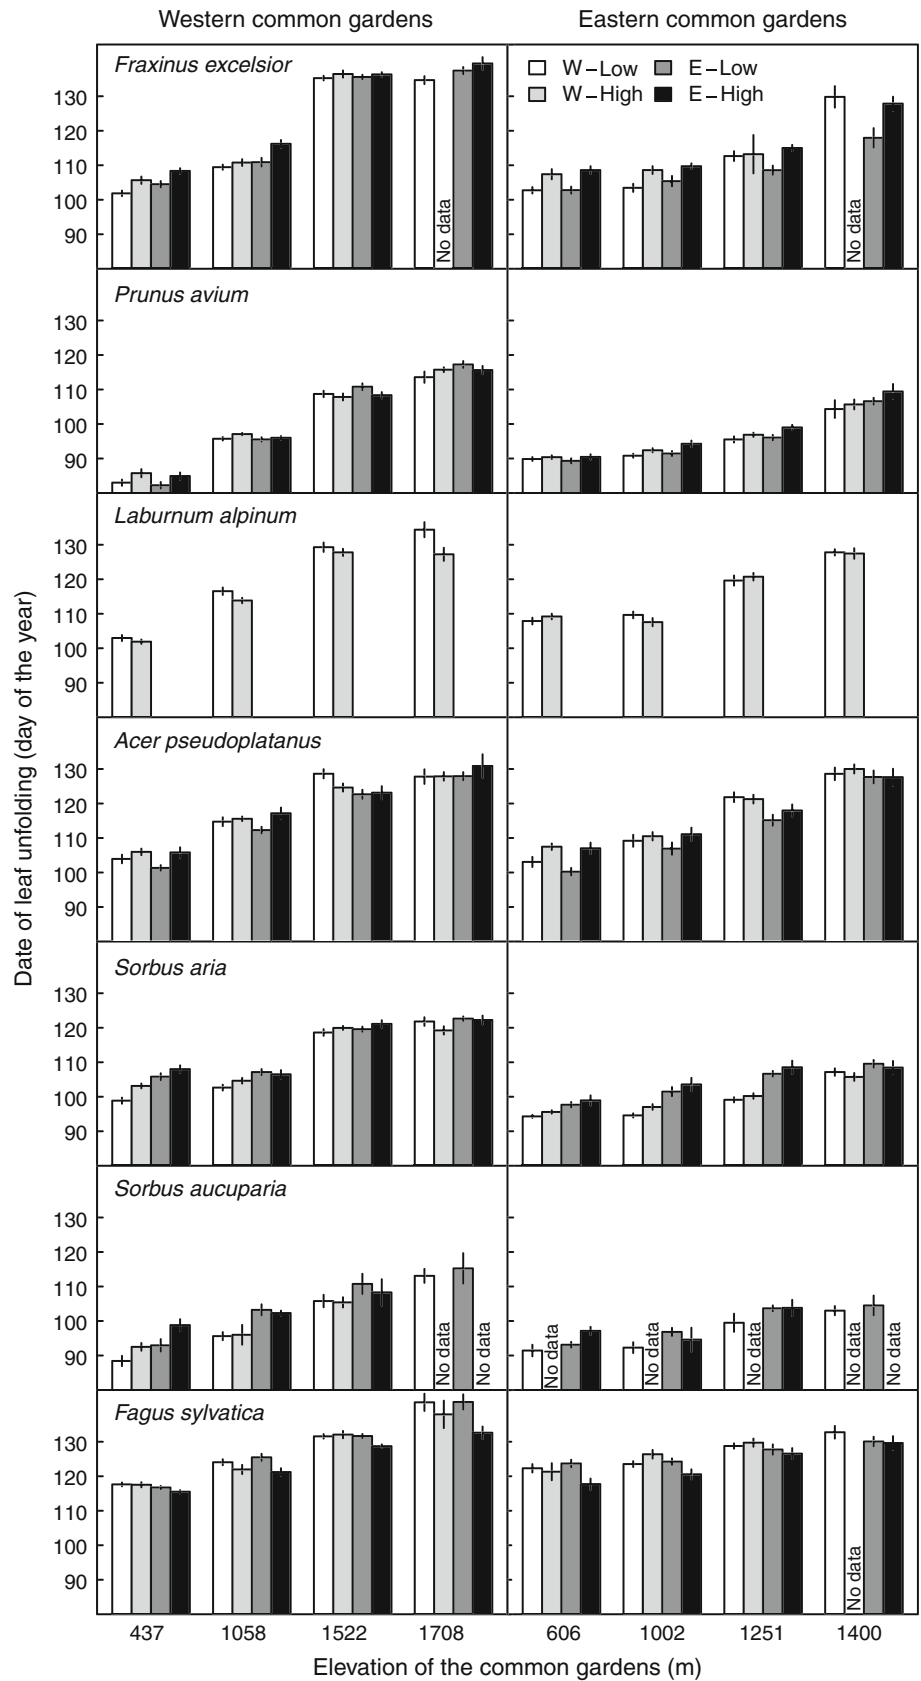 Western common gardens
Eastern common gardens
Date of leaf unfolding (day of the year)
Fraxinus excelsior
130
120
110
100
90
No data
W – Low
E – Low
W – High
E – High
No data
Prunus avium
130
120
110
100
90
Laburnum alpinum
130
120
110
100
90
Acer pseudoplatanus
130
120
110
100
90
Sorbus aria
130
120
110
100
90
Sorbus aucuparia
130
120
110
100
90
No data
No data
No data
No data
No data
No data
No data
Fagus sylvatica
130
120
110
100
90
No data
437 1058 1522 1708 606 1002 1251 1400
Elevation of the common gardens (m)